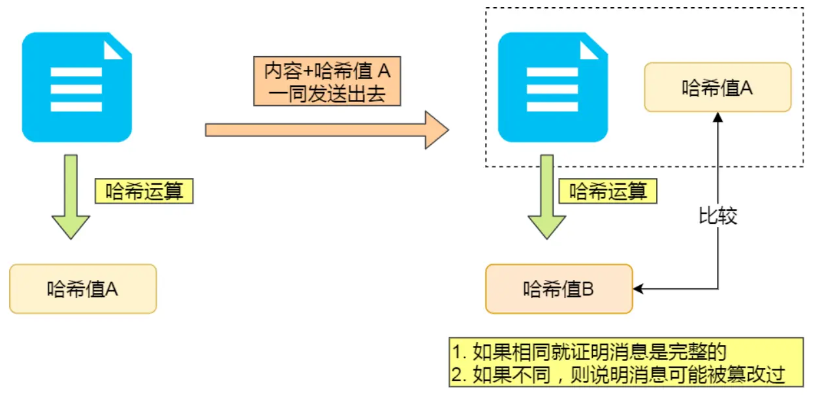 内容+哈希值 A
一同发送出去
哈希值A
哈希运算
哈希运算
比较
哈希值A
哈希值B
1. 如果相同就证明消息是完整的
2. 如果不同，则说明消息可能被篡改过